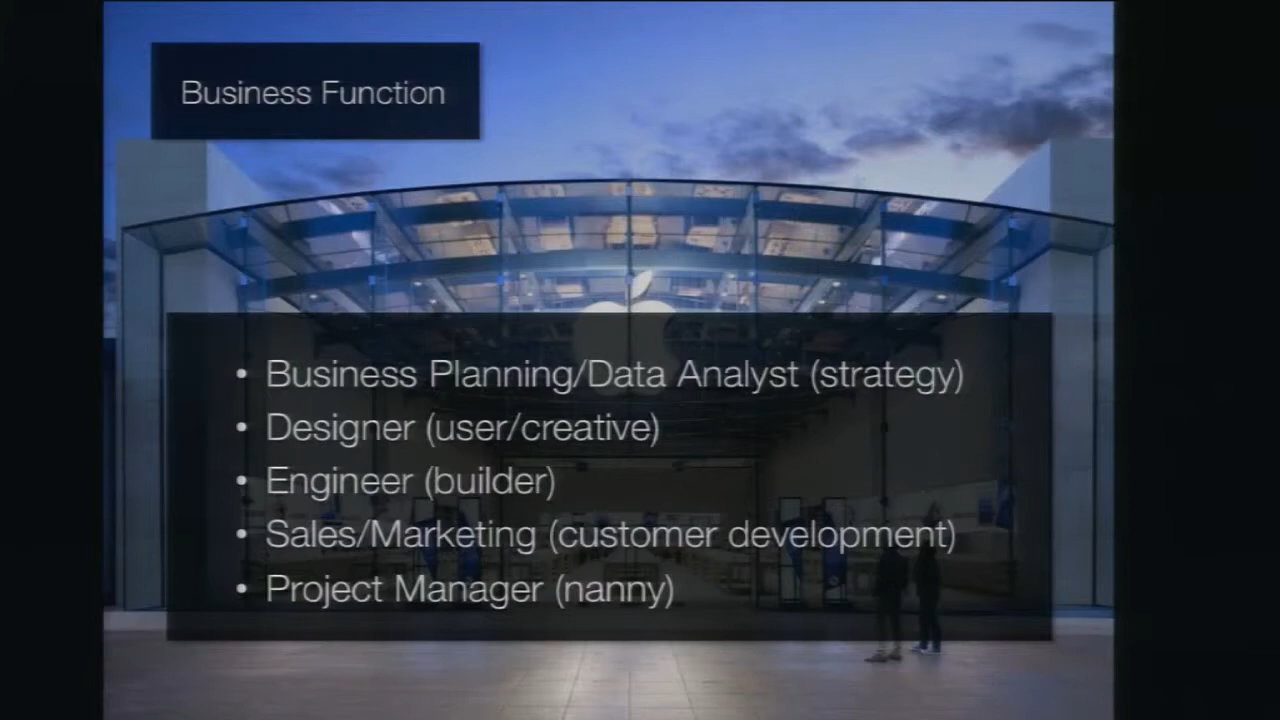 Business Function
• Business Planning/Data Analyst (strategy)
• Designer (user/creative)
• Engineer (builder)
• Sales/Marketing (customer development)
• Project Manager (nanny)